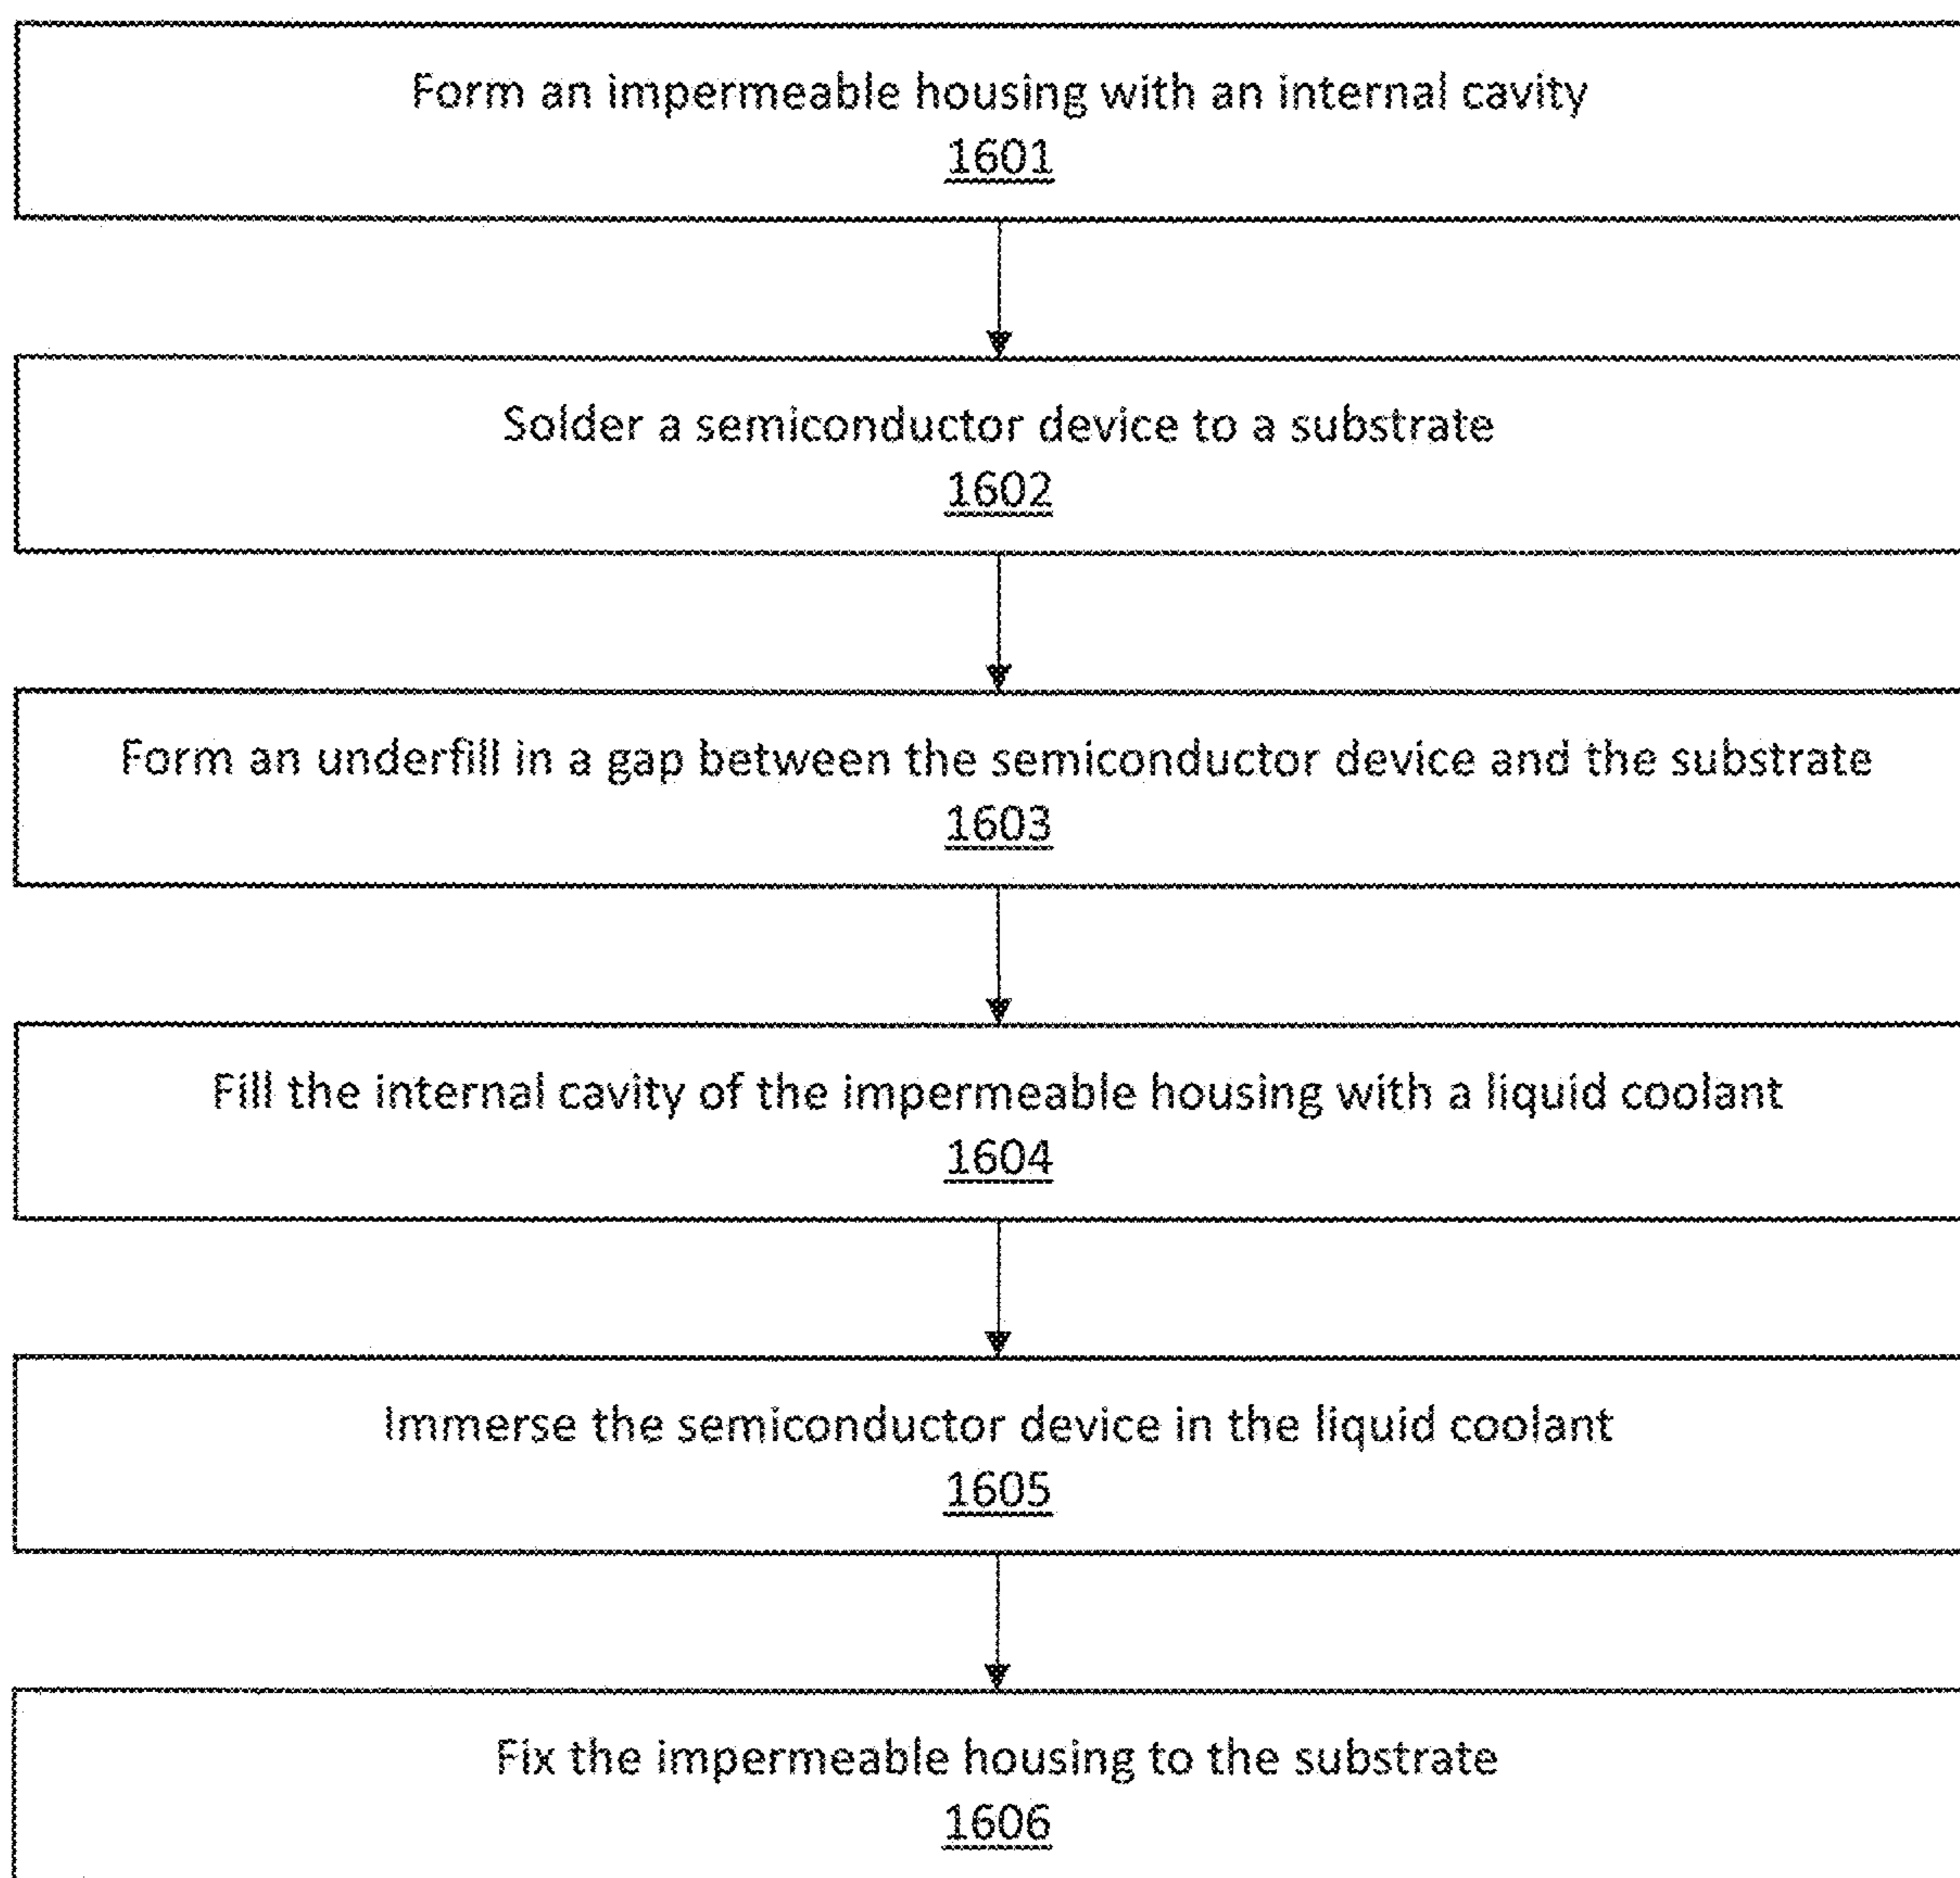 Form an impermeable housing with an internal cavity
1601
Solder a semiconductor device to a substrate
1602
Form an underfill in a gap between the semiconductor device and the substrate
1603
Fill the internal cavity of the impermeable housing with a liquid coolant
1604
Immerse the semiconductor device in the liquid coolant
1605
Fix the impermeable housing to the substrate
1606